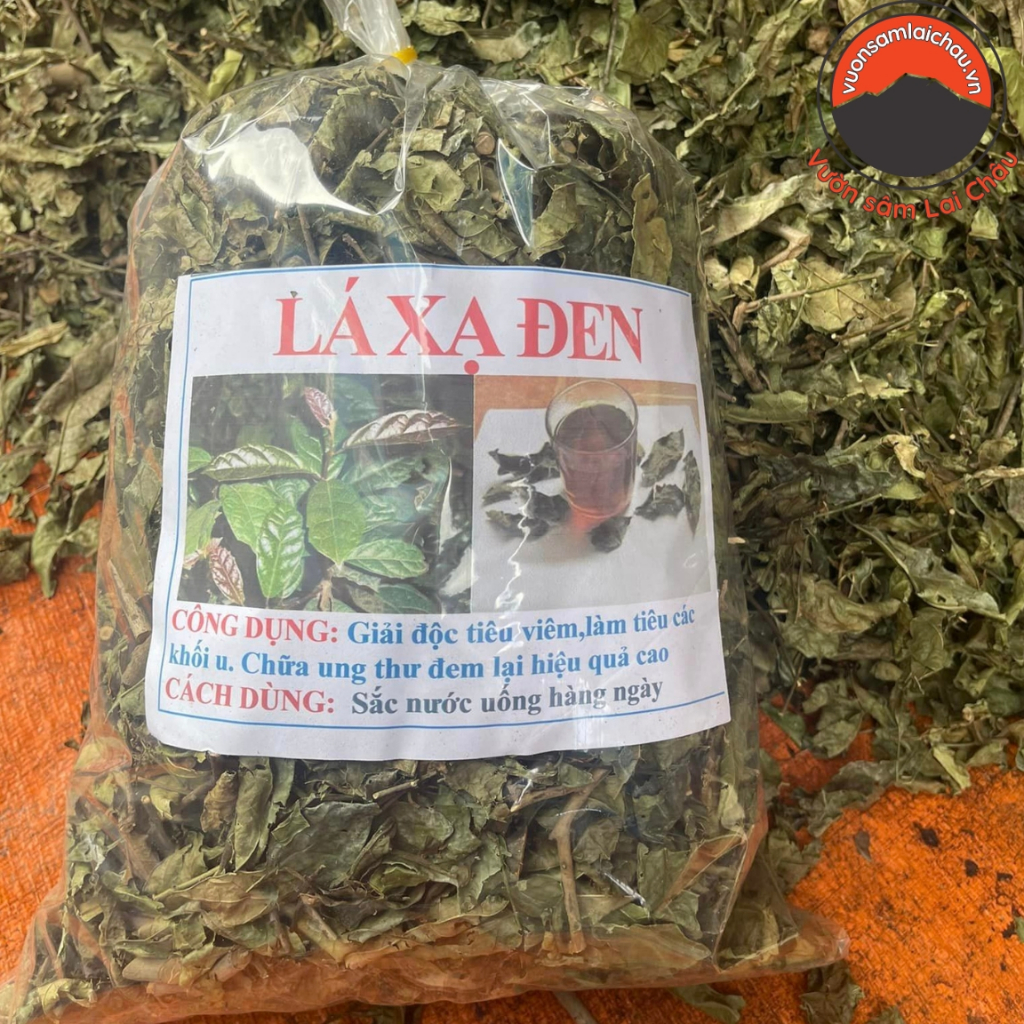 vuonsamlaichau.vn
Vườn sâm Lai Châu
LÁ XẠ ĐEN
CÔNG DỤNG: Giải độc tiêu viêm,làm tiêu các
khối u. Chữa ung thư đem lại hiệu quả cao
CÁCH DÙNG: Sắc nước uống hàng ngày